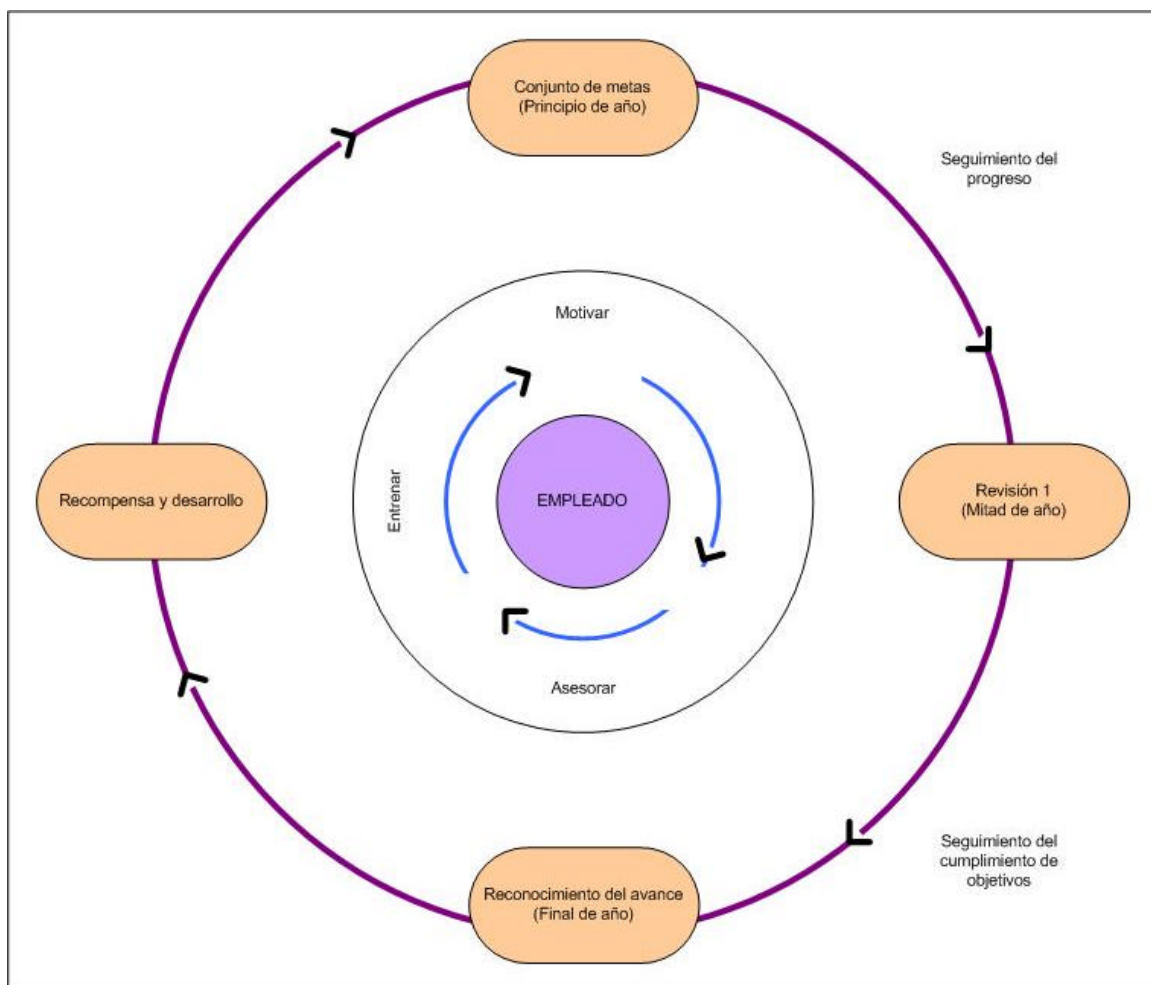 Conjunto de metas
(Principio de año)
Seguimiento del
progreso
Motivar
Entrenar
EMPLEADO
Recompensa y desarrollo
Revisión 1
(Mitad de año)
Asesorar
Seguimiento del
cumplimiento de
objetivos
Reconocimiento del avance
(Final de año)